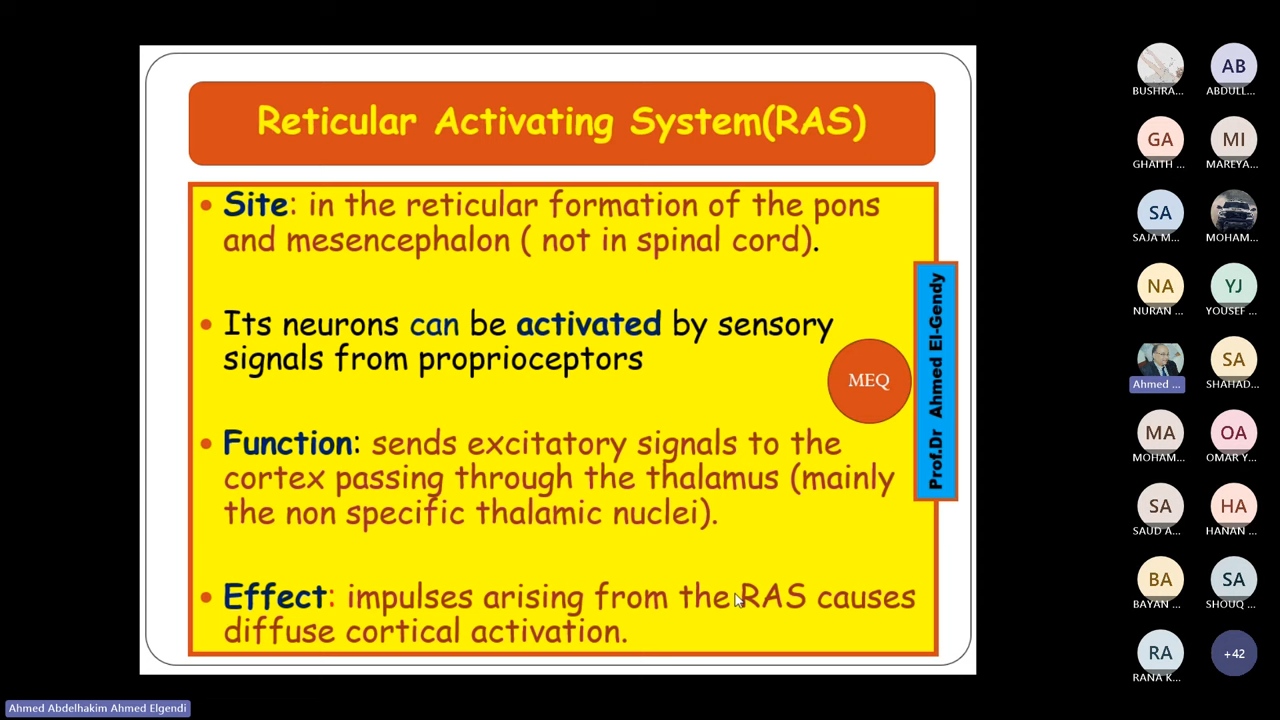 Reticular Activating System(RAS)
• Site: in the reticular formation of the pons
and mesencephalon ( not in spinal cord).
• Its neurons can be activated by sensory
signals from proprioceptors
MEQ
Prof.Dr Ahmed El-Gendy
• Function: sends excitatory signals to the
cortex passing through the thalamus (mainly
the non specific thalamic nuclei).
• Effect: impulses arising from the RAS causes
diffuse cortical activation.
BUSHRA...
AB
ABDULL...
GA
GHAITH ...
MI
MAREYA...
SA
SAJA M...
MOHAM...
NA
NURAN ...
YJ
YOUSEF ...
Ahmed ...
SA
SHAHAD...
MA
MOHAM...
OA
OMAR Y...
SA
SAUD A...
HA
HANAN ...
BA
BAYAN ...
SA
SHOUQ ...
RA
RANA K...
+42
Ahmed Abdelhakim Ahmed Elgendi